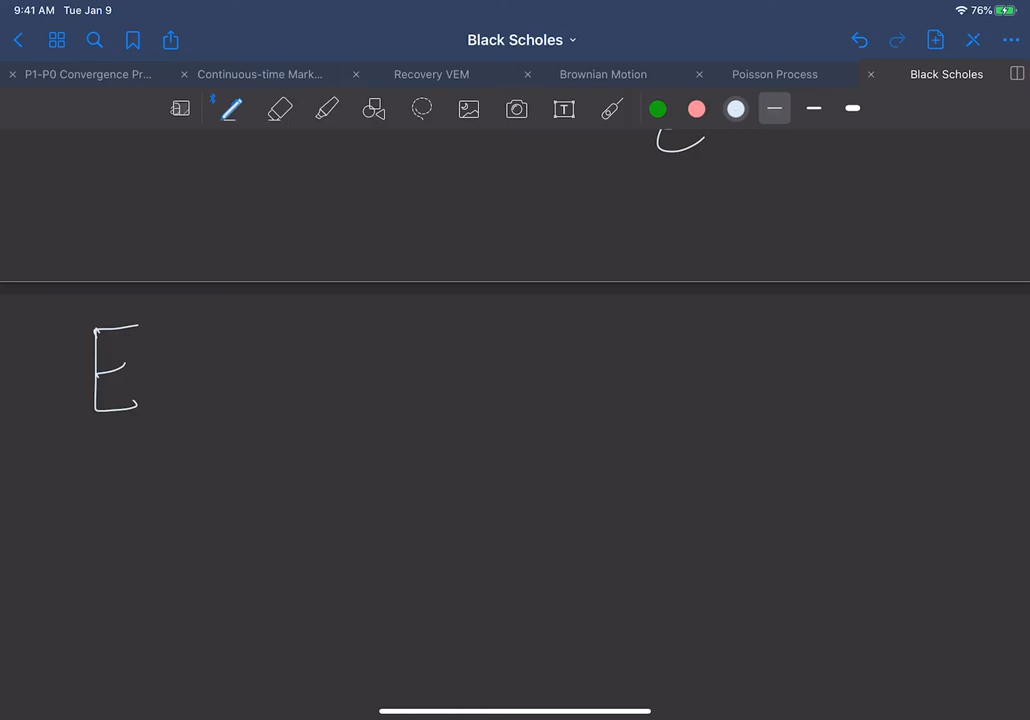 9:41 AM Tue Jan 9 76%
Black Scholes
P1-P0 Convergence Pr... Continuous-time Mark... Recovery VEM Brownian Motion Poisson Process Black Scholes
E